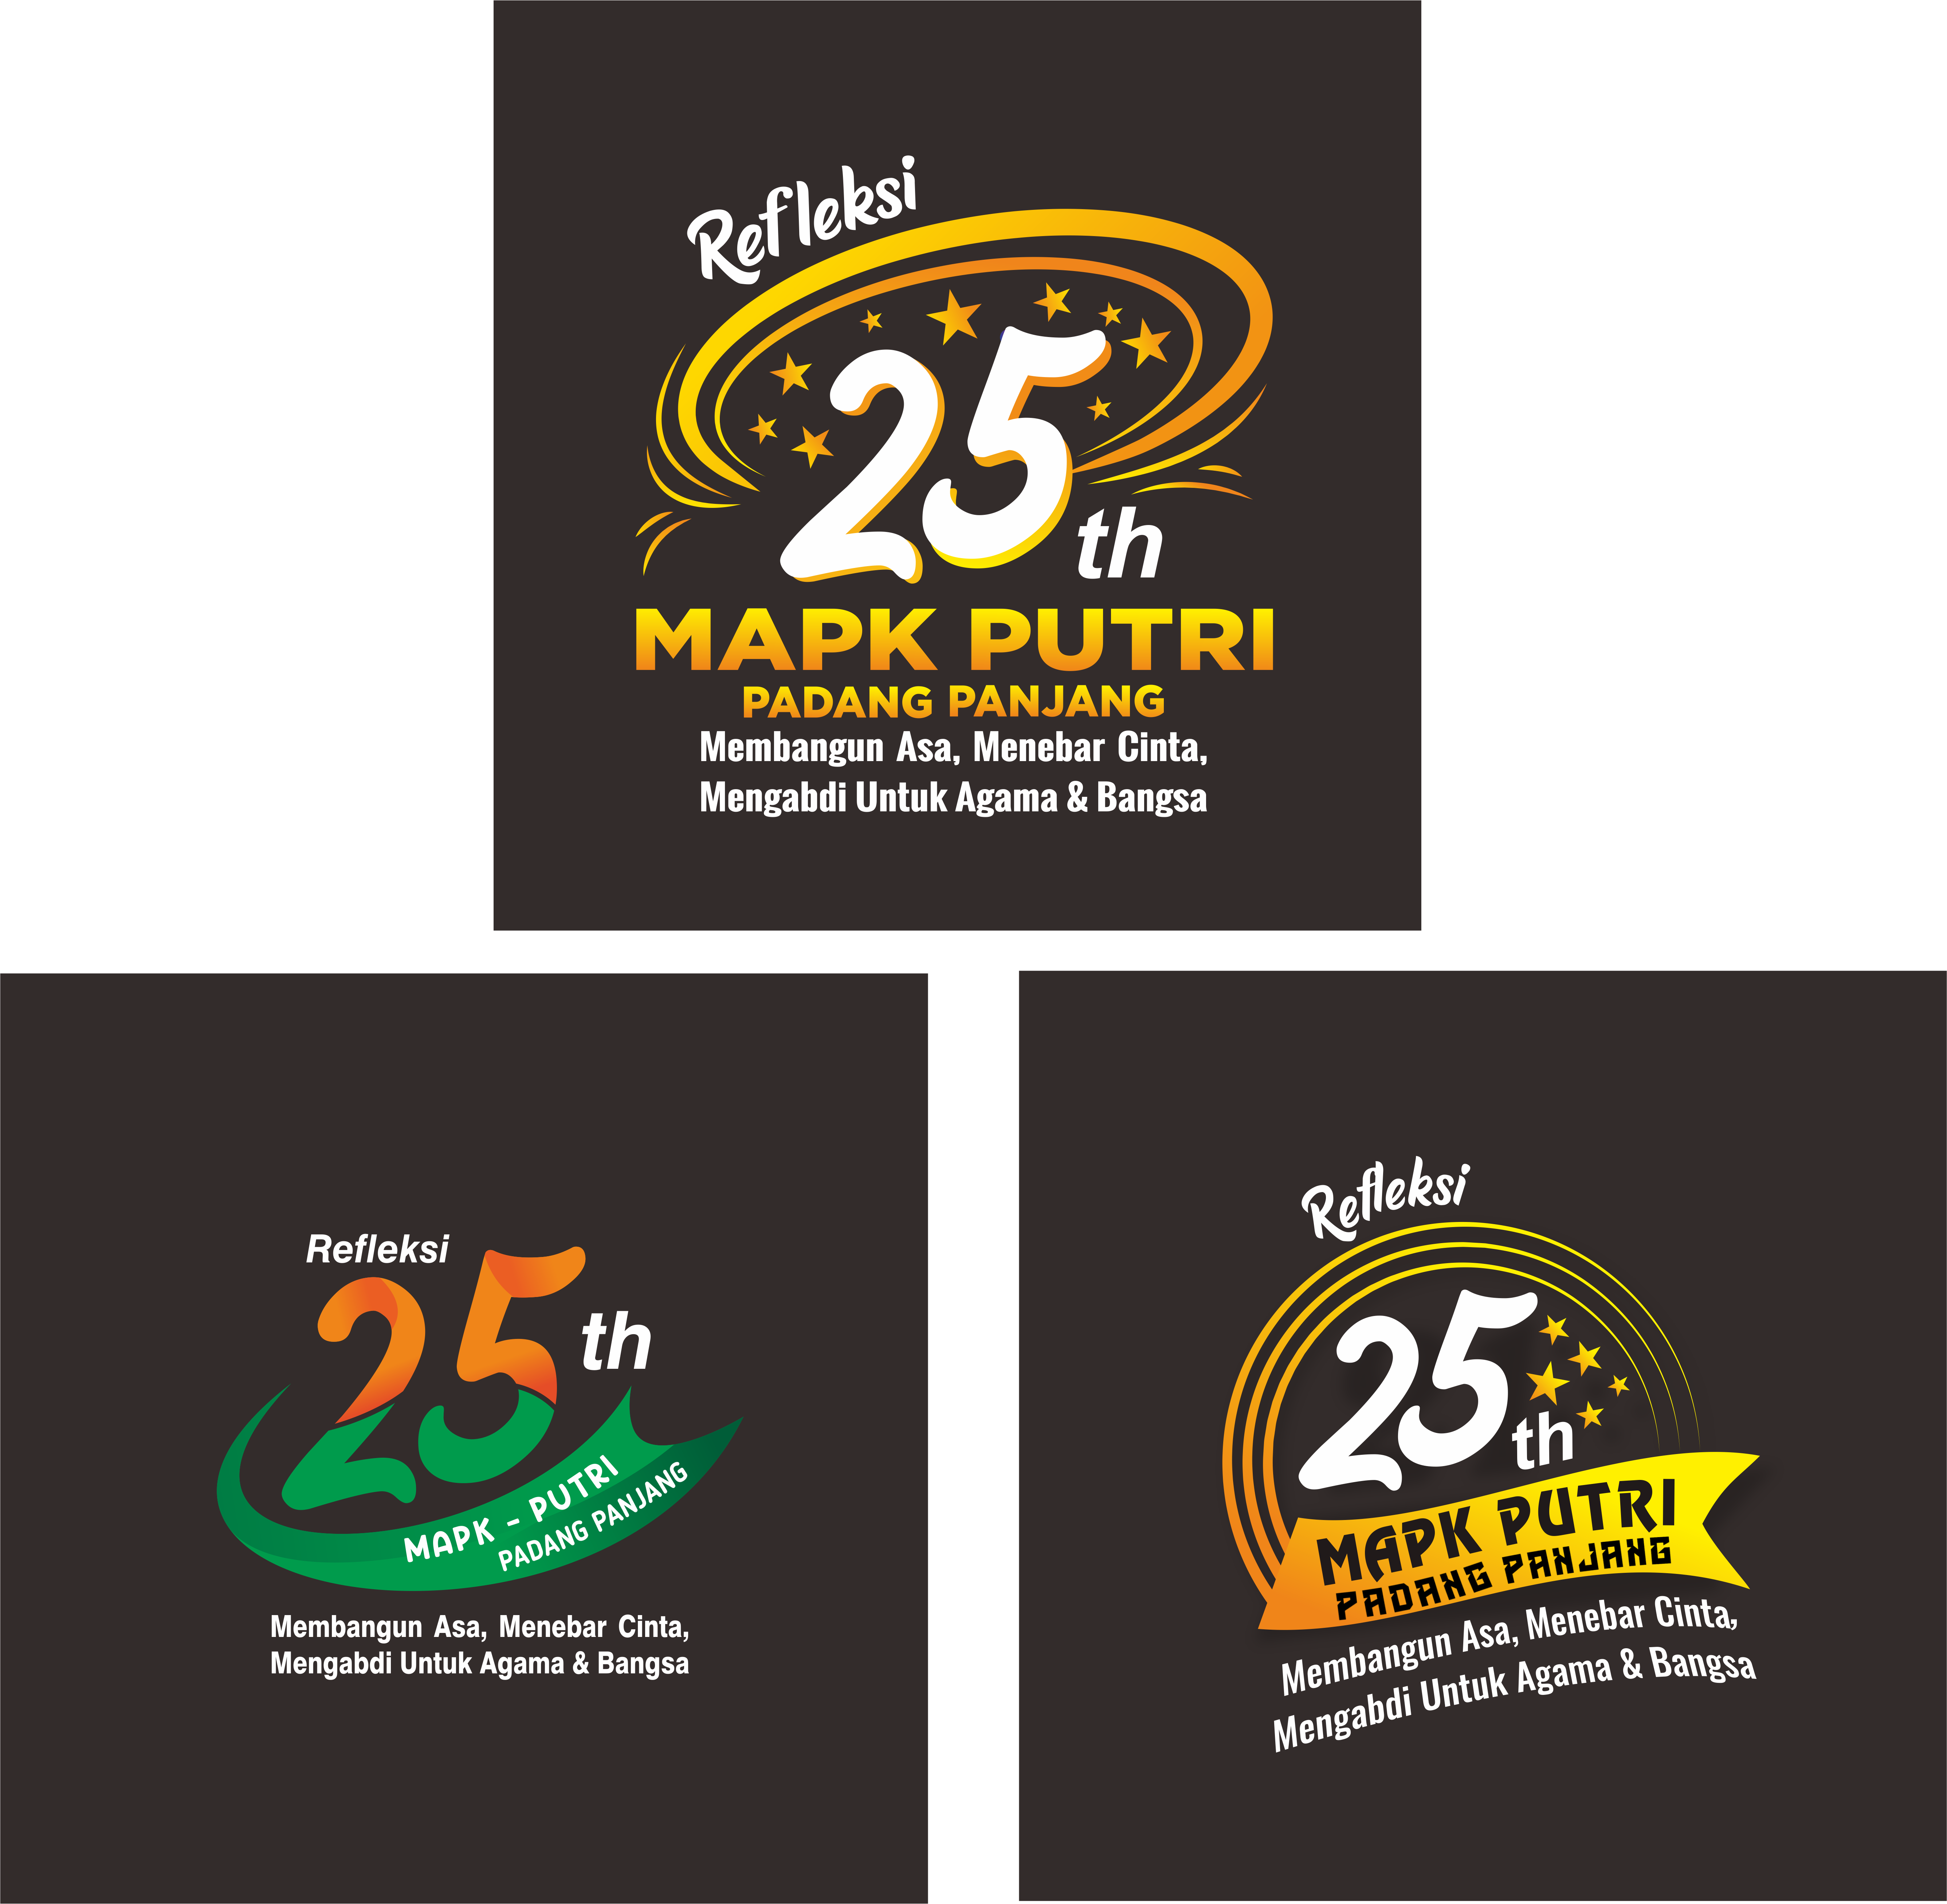 Refleksi
25th
MAPK PUTRI
PADANG PANJANG
Membangun Asa, Menebar Cinta,
Mengabdi Untuk Agama & Bangsa
Refleksi
25th
MAPK - PUTRI
PADANG PANJANG
Membangun Asa, Menebar Cinta,
Mengabdi Untuk Agama & Bangsa
Refleksi
25th
MAPK PUTRI
PADANG PANJANG
Membangun Asa, Menebar Cinta,
Mengabdi Untuk Agama & Bangsa